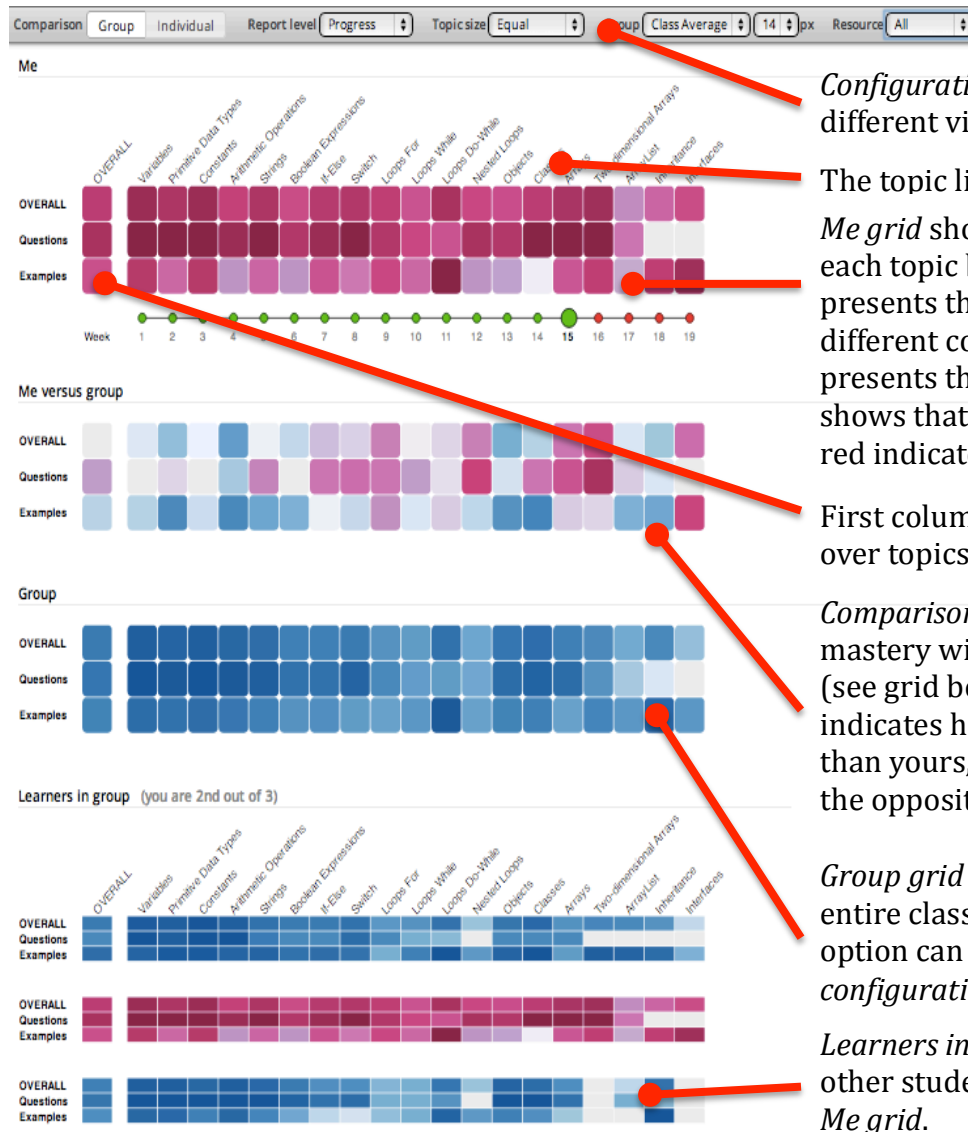 Comparison Group Individual Report level Progress Topic size Equal Group Class Average 14 px Resource All
Me
OVERALL Variables Primitive Data Types Constants Arithmetic Operations Strings Boolean Expressions If-Else Switch Loops For Loops While Loops Do-While Nested Loops Objects Classes Arrays Two-dimensional Arrays ArrayList Inheritance Interfaces
OVERALL
Questions
Examples
Week 1 2 3 4 5 6 7 8 9 10 11 12 13 14 15 16 17 18 19
Me versus group
OVERALL
Questions
Examples
Group
OVERALL
Questions
Examples
Learners in group (you are 2nd out of 3)
OVERALL Variables Primitive Data Types Constants Arithmetic Operations Strings Boolean Expressions If-Else Switch Loops For Loops While Loops Do-While Nested Loops Objects Classes Arrays Two-dimensional Arrays ArrayList Inheritance Interfaces
OVERALL
Questions
Examples
OVERALL
Questions
Examples
OVERALL
Questions
Examples
Configurati
different vi
The topic li
Me grid sho
each topic
presents th
different co
presents th
shows that
red indicat
First colum
over topics
Comparison
mastery wi
(see grid be
indicates h
than yours,
the opposit
Group grid
entire class
option can
configurati
Learners in
other stude
Me grid.